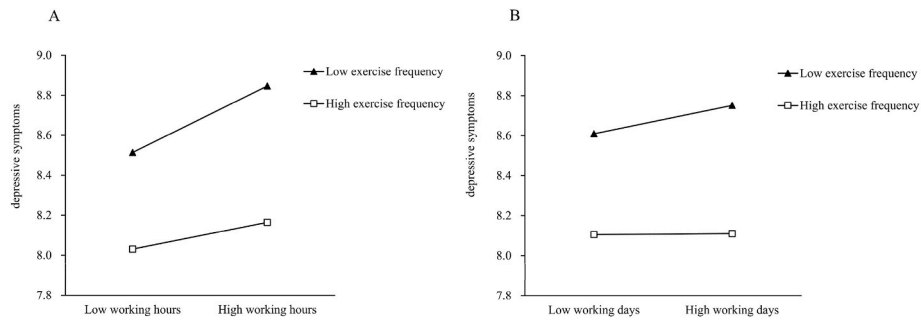 A
9.0
8.8
8.6
8.4
8.2
8.0
7.8
depressive symptoms
Low working hours
High working hours
Low exercise frequency
High exercise frequency
B
9.0
8.8
8.6
8.4
8.2
8.0
7.8
depressive symptoms
Low working days
High working days
Low exercise frequency
High exercise frequency